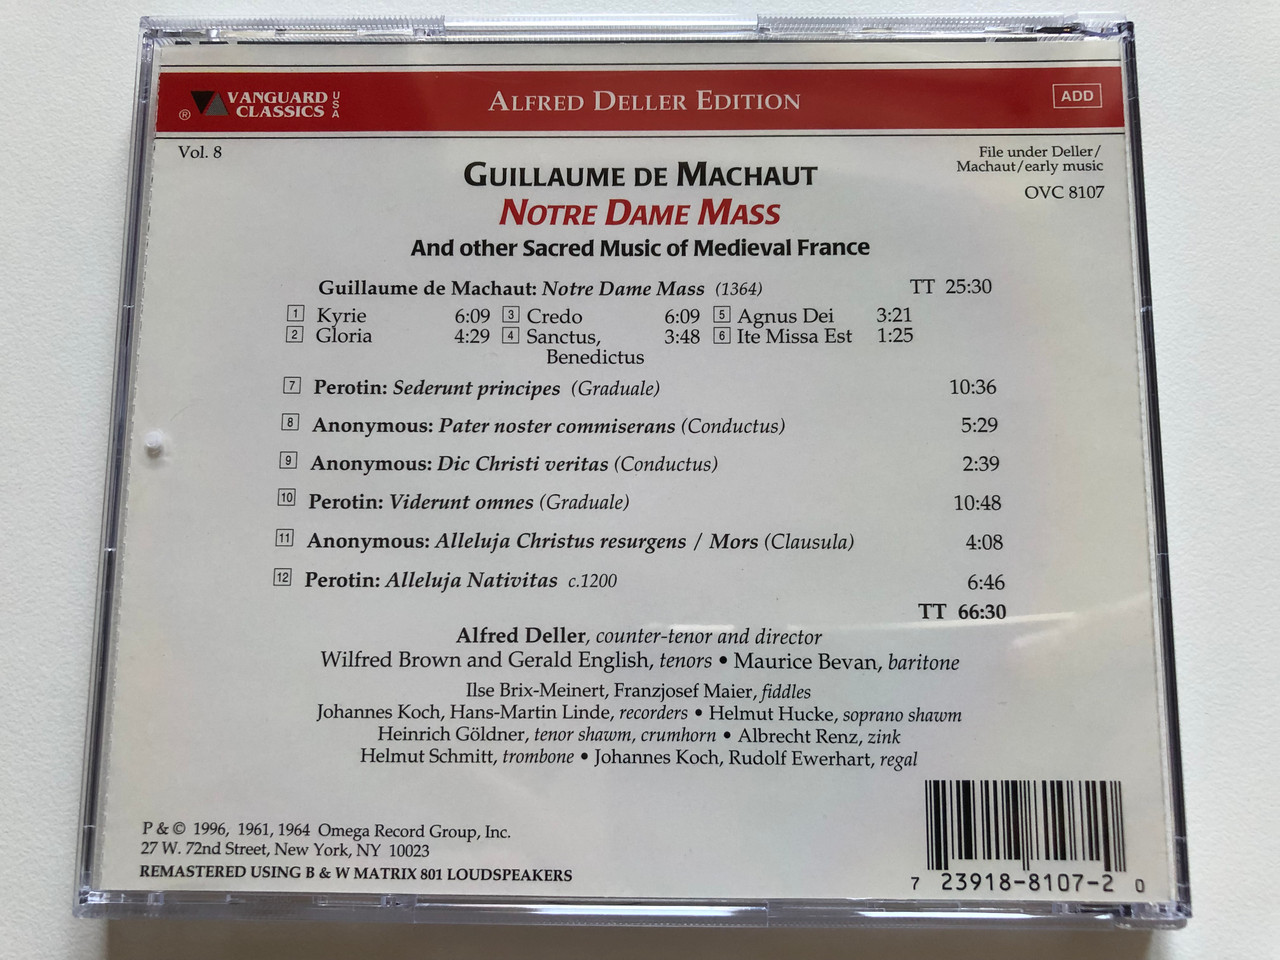 ® VANGUARD CLASSICS USA
ALFRED DELLER EDITION
ADD
Vol. 8
File under Deller/
Machaut/early music
OVC 8107
GUILLAUME DE MACHAUT
NOTRE DAME MASS
And other Sacred Music of Medieval France
Guillaume de Machaut: Notre Dame Mass (1364) TT 25:30
1 Kyrie 6:09 3 Credo 6:09 5 Agnus Dei 3:21
2 Gloria 4:29 4 Sanctus, 3:48 6 Ite Missa Est 1:25
Benedictus
7 Perotin: Sederunt principes (Graduale) 10:36
8 Anonymous: Pater noster commiserans (Conductus) 5:29
9 Anonymous: Dic Christi veritas (Conductus) 2:39
10 Perotin: Viderunt omnes (Graduale) 10:48
11 Anonymous: Alleluja Christus resurgens / Mors (Clausula) 4:08
12 Perotin: Alleluja Nativitas c.1200 6:46
TT 66:30
Alfred Deller, counter-tenor and director
Wilfred Brown and Gerald English, tenors • Maurice Bevan, baritone
Ilse Brix-Meinert, Franzjosef Maier, fiddles
Johannes Koch, Hans-Martin Linde, recorders • Helmut Hucke, soprano shawm
Heinrich Göldner, tenor shawm, crumhorn • Albrecht Renz, zink
Helmut Schmitt, trombone • Johannes Koch, Rudolf Ewerhart, regal
P & © 1996, 1961, 1964 Omega Record Group, Inc.
27 W. 72nd Street, New York, NY 10023
REMASTERED USING B & W MATRIX 801 LOUDSPEAKERS
7 23918-8107-2 0